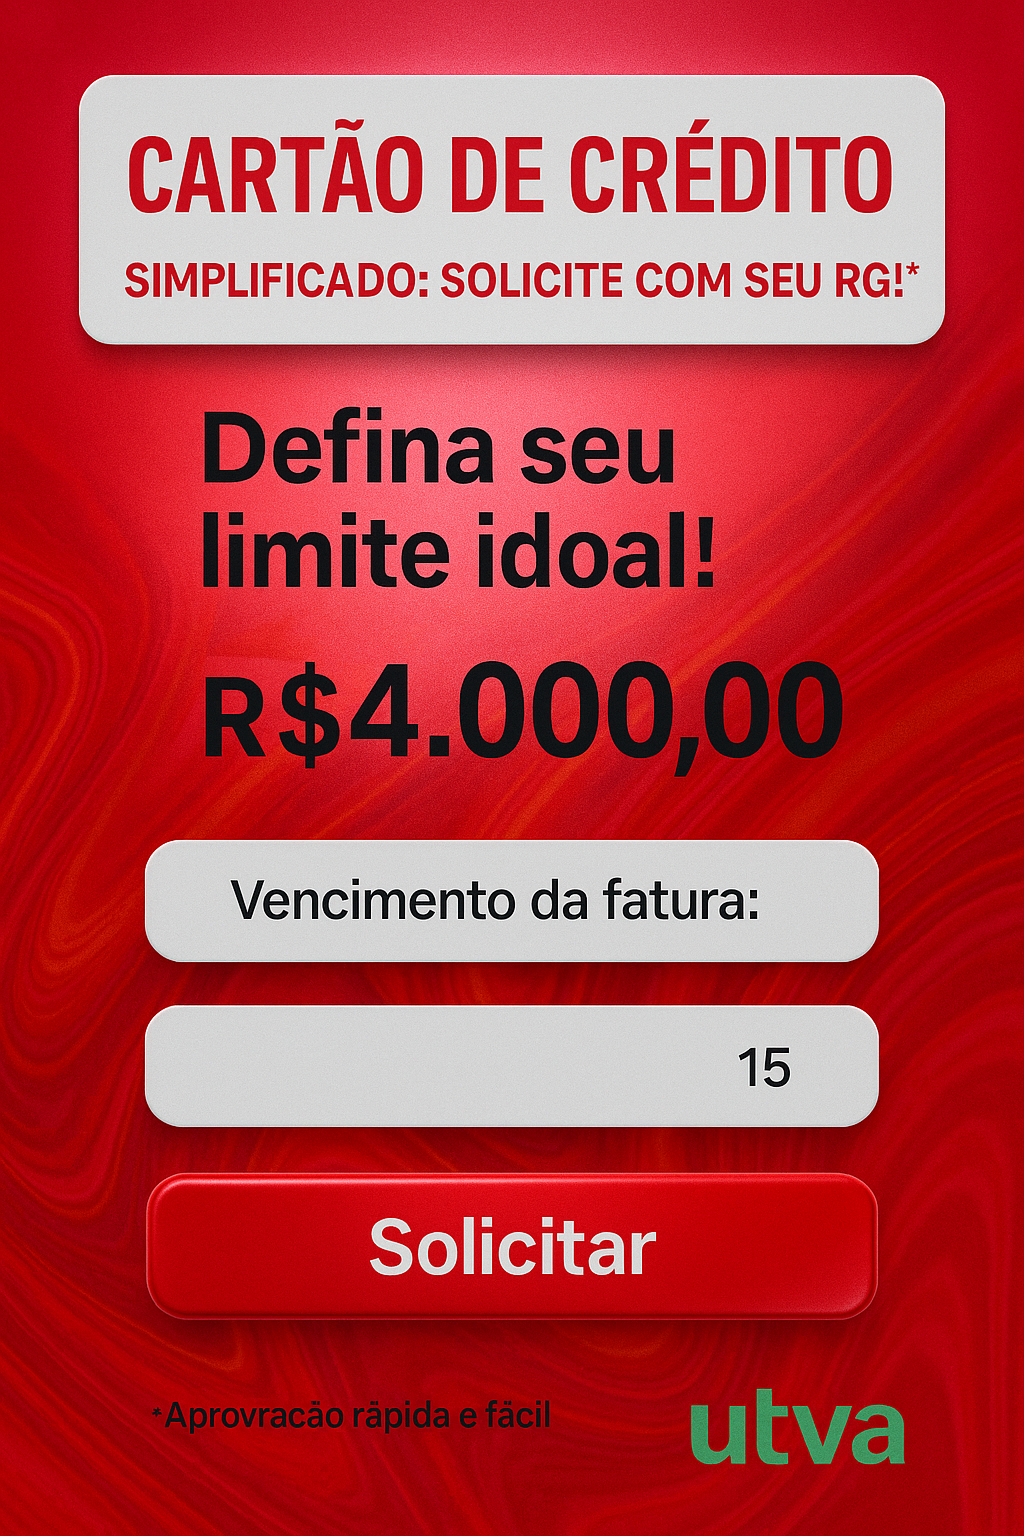 CARTÃO DE CRÉDITO
SIMPLIFICADO: SOLICITE COM SEU RG!*
Defina seu
limite idoal!
R$4.000,00
Vencimento da fatura:
15
Solicitar
*Aprovracão rãpida e fãcil
utva